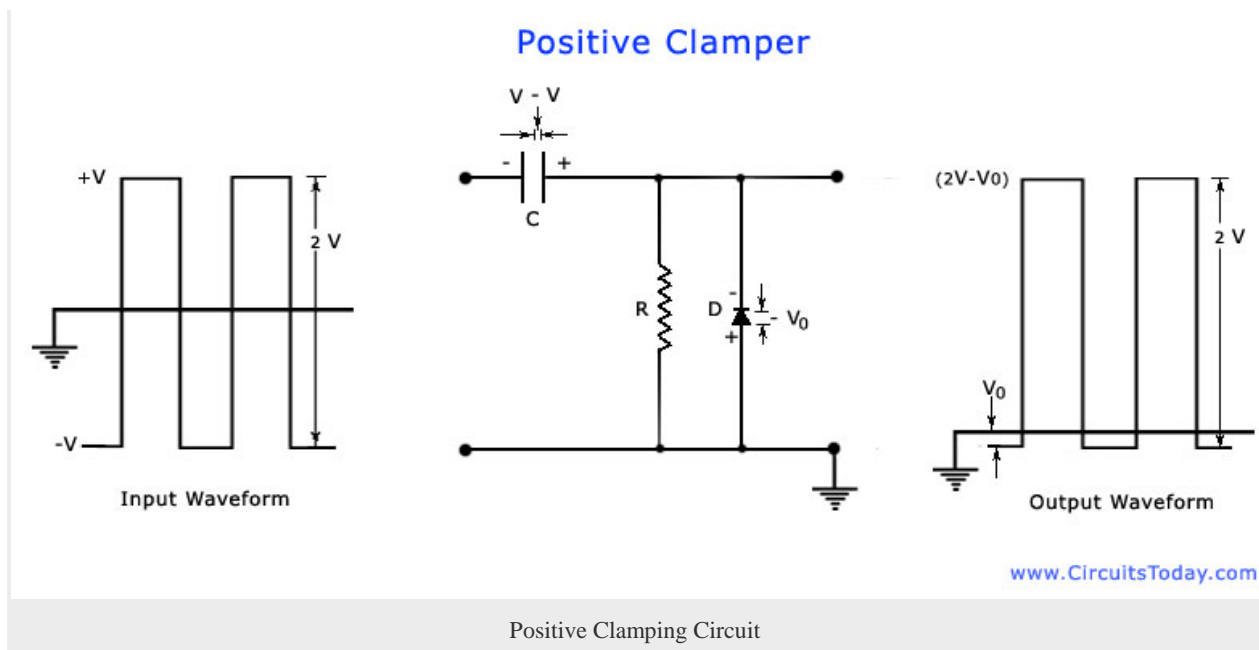 Positive Clamper
V - V
- +
C
+V
2 V
-V
Input Waveform
R
D
-
+
- V₀
(2V-V0)
2 V
V₀
Output Waveform
www.CircuitsToday.com
Positive Clamping Circuit